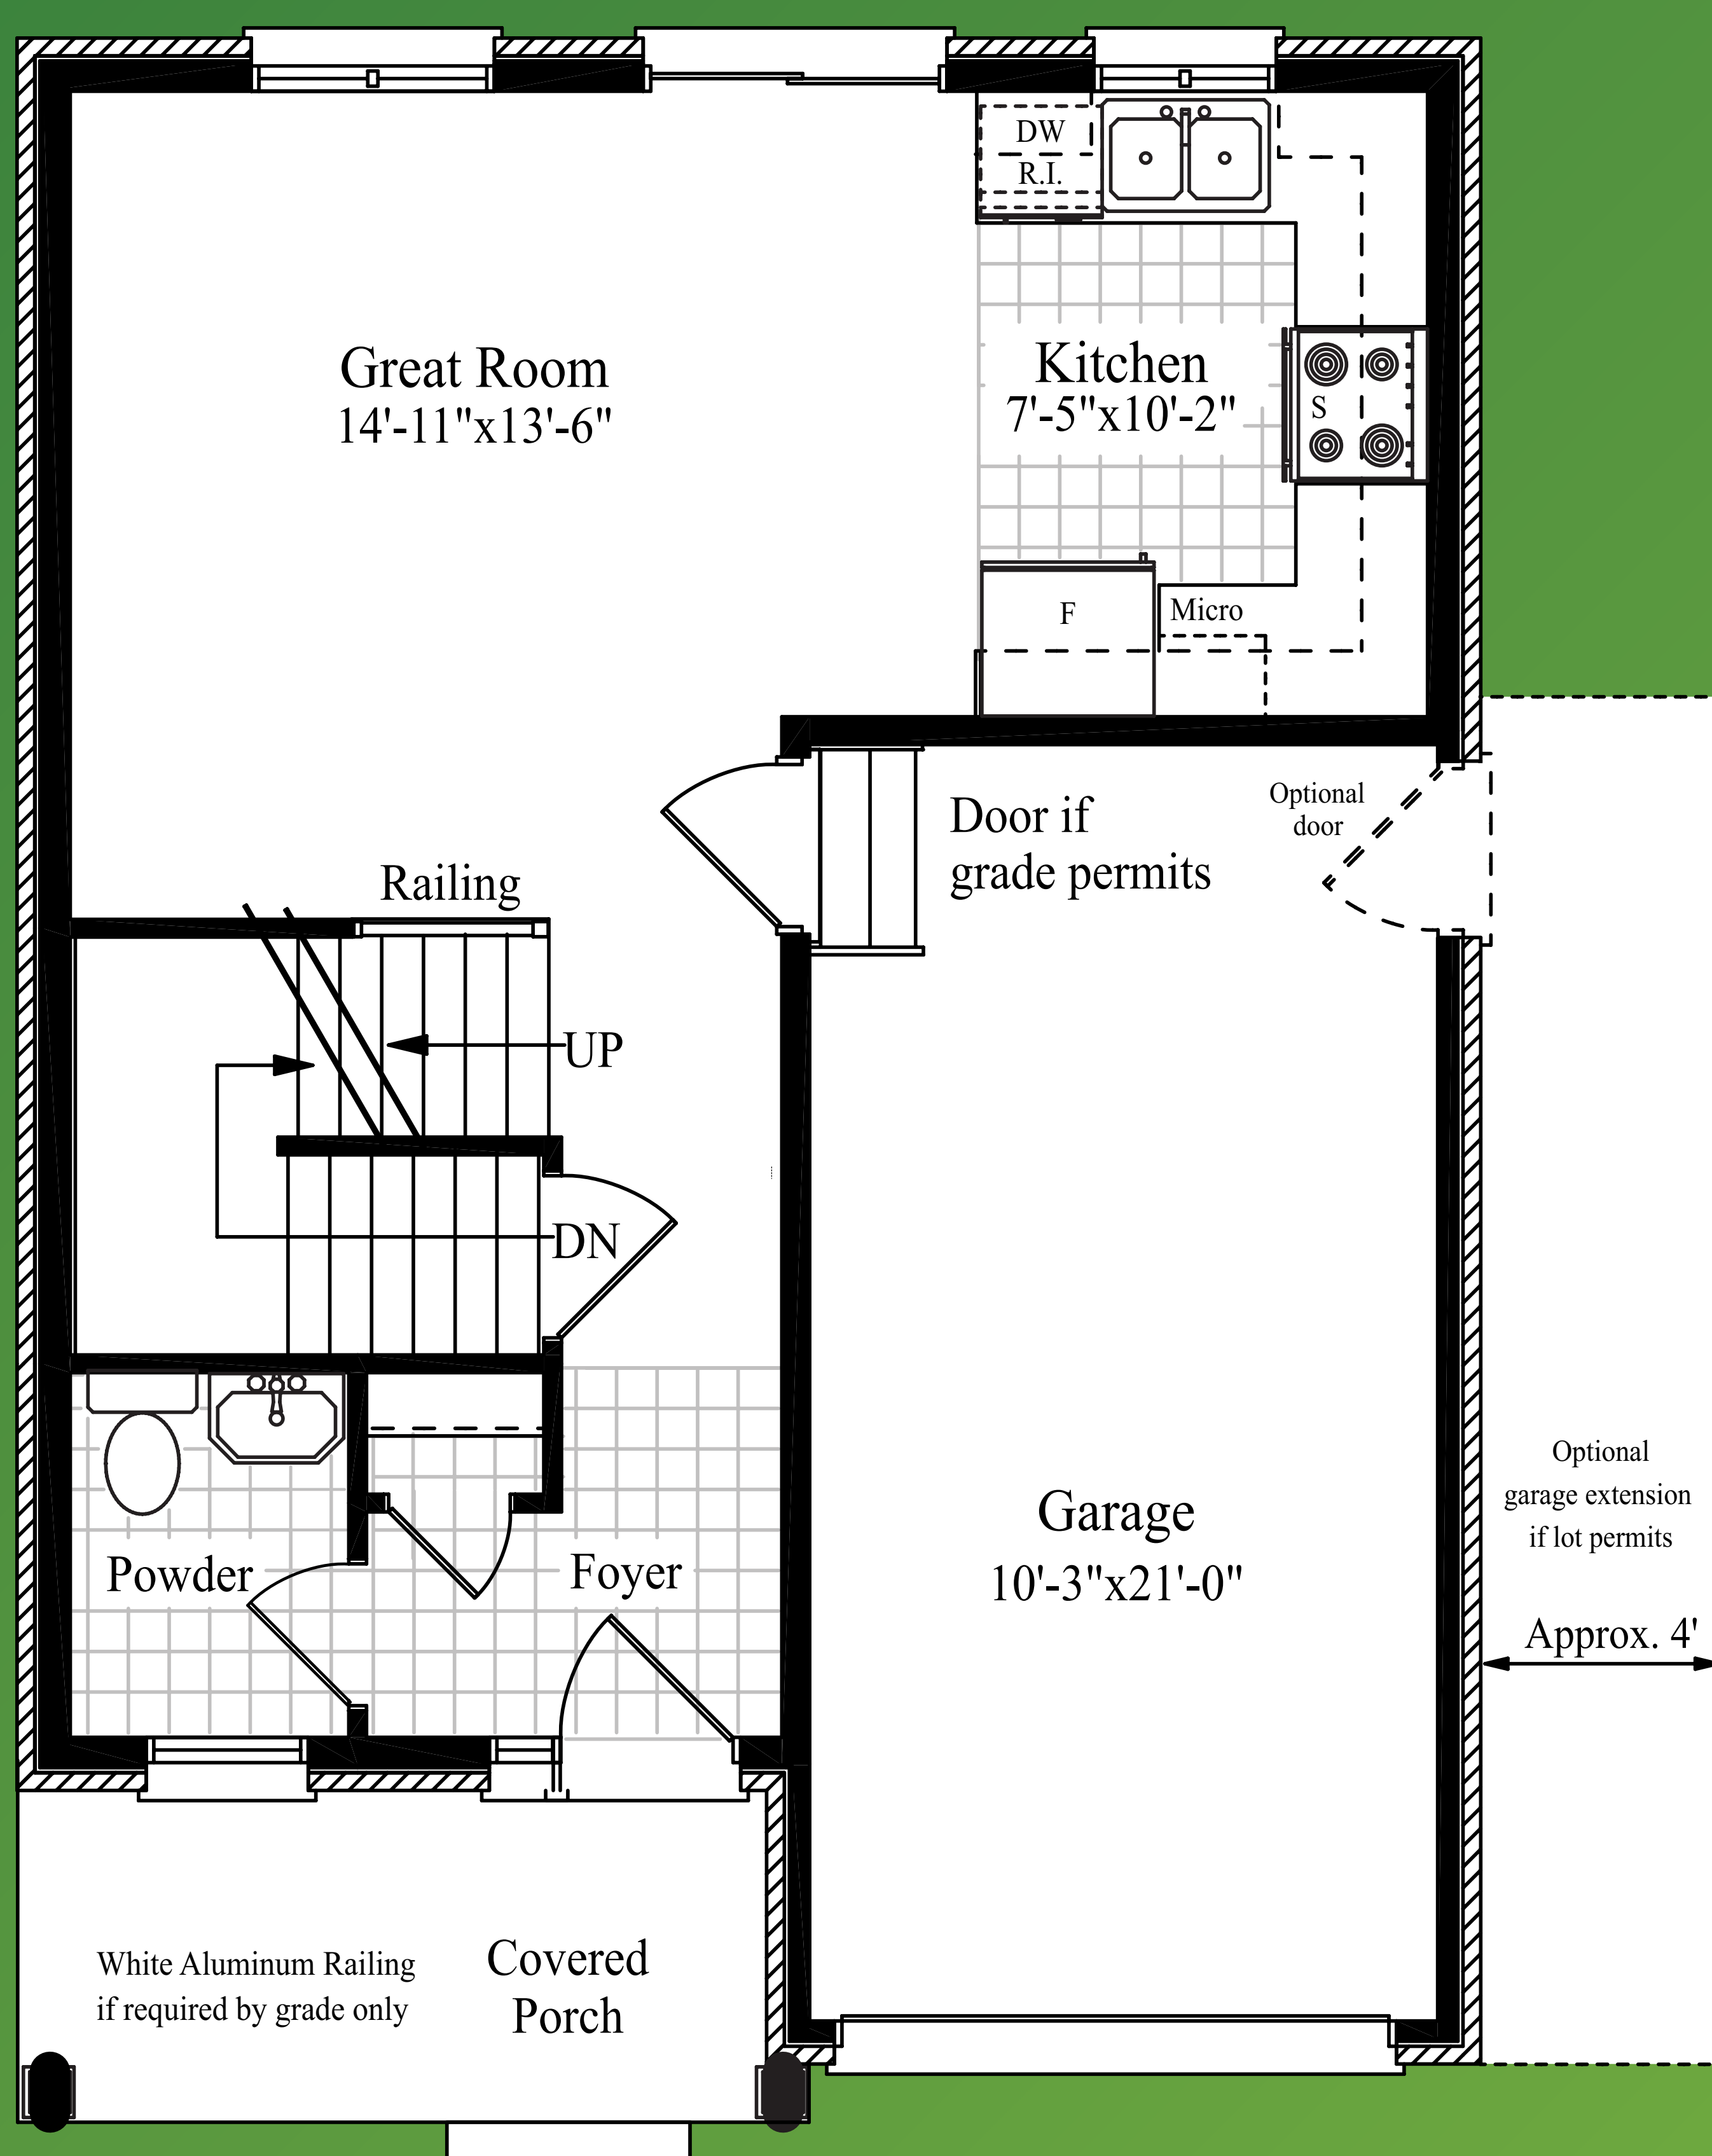 DW
R.I.
Great Room
14'-11"x13'-6"
Kitchen
7'-5"x10'-2"
S
F
Micro
Door if
grade permits
Optional
door
Railing
UP
DN
Optional
garage extension
if lot permits
Approx. 4'
Garage
10'-3"x21'-0"
Powder
Foyer
White Aluminum Railing
if required by grade only
Covered
Porch